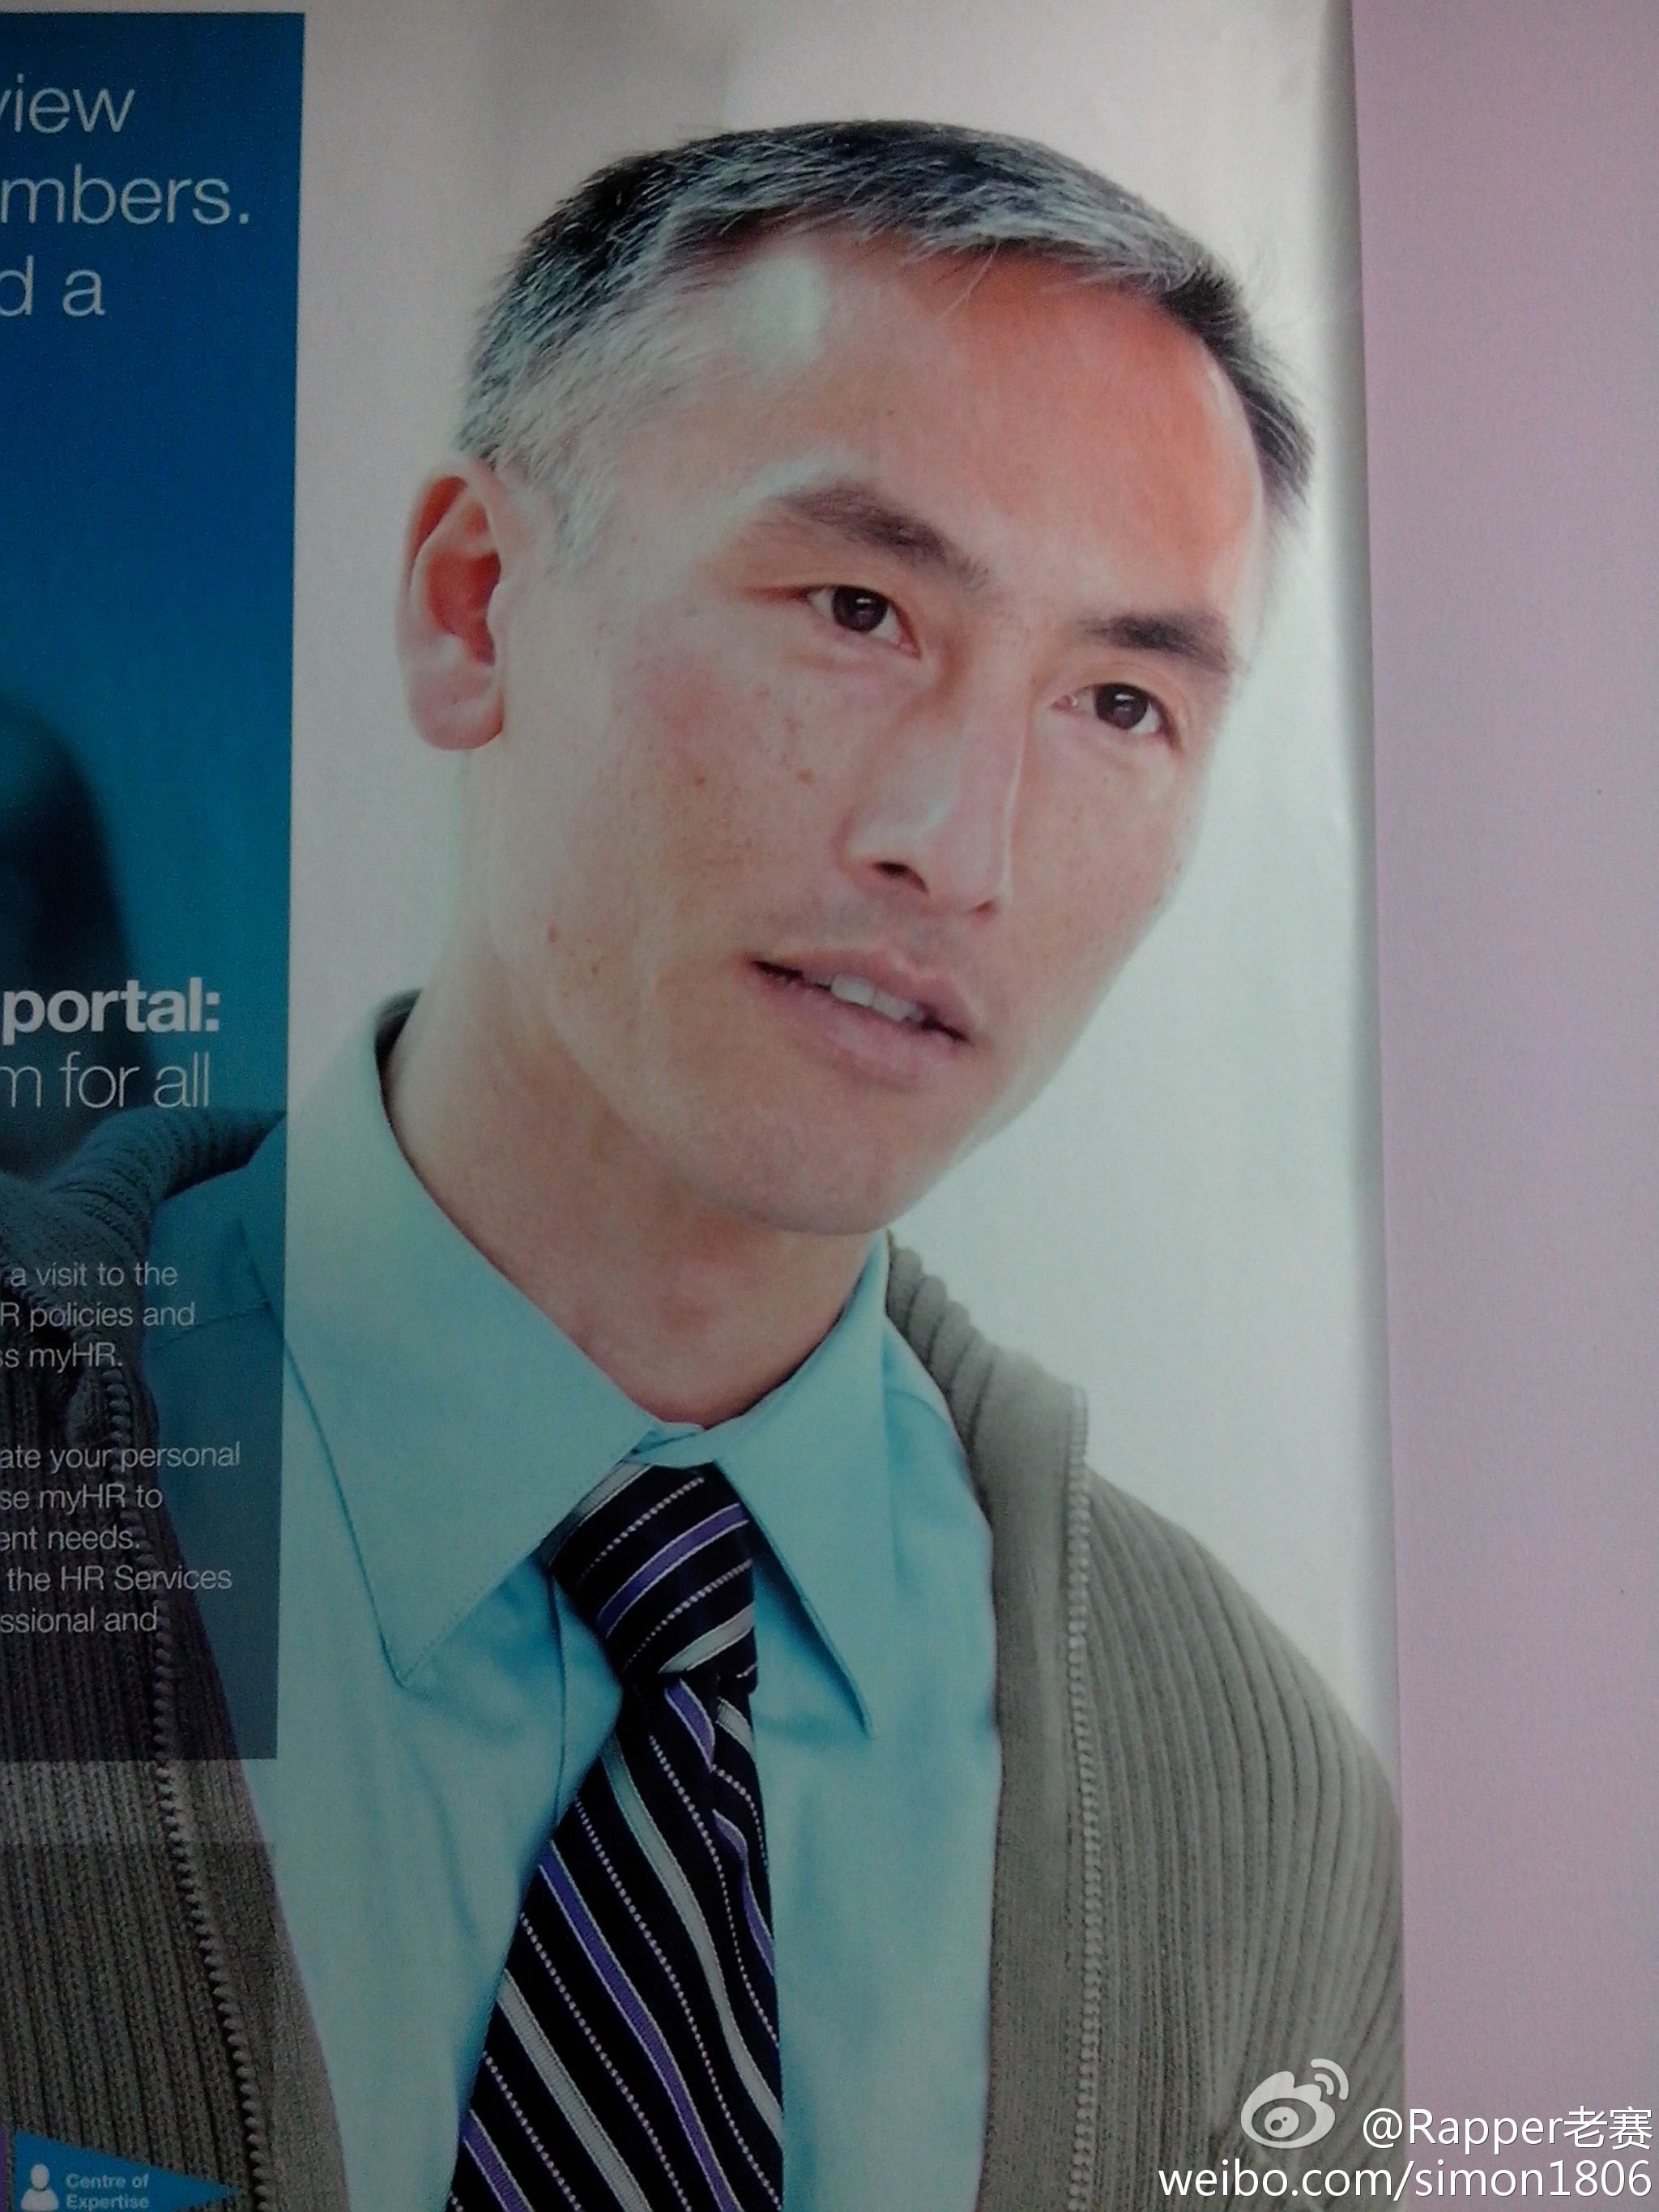 view
mbers.
d a
portal:
m for all
a visit to the
R policies and
ss myHR.
ate your personal
se myHR to
ent needs.
the HR Services
ssional and
Centre of
Expertise
@Rapper老赛
weibo.com/simon1806